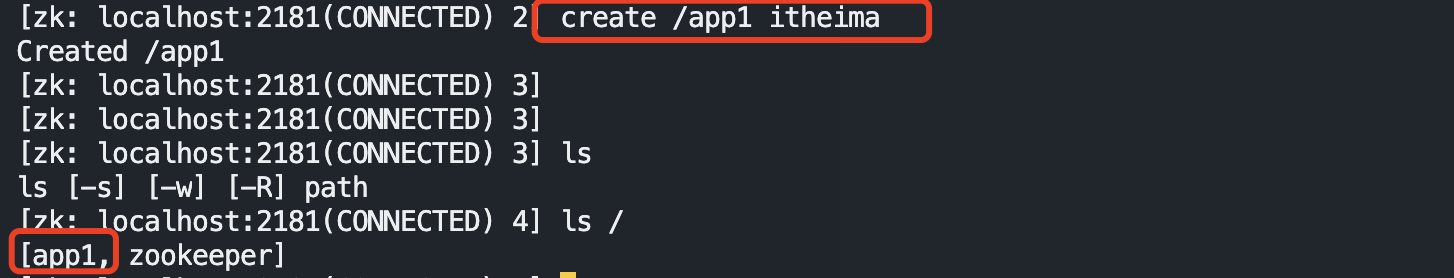 [zk: localhost:2181(CONNECTED) 2] create /app1 itheima
Created /app1
[zk: localhost:2181(CONNECTED) 3]
[zk: localhost:2181(CONNECTED) 3]
[zk: localhost:2181(CONNECTED) 3] ls
ls [-s] [-w] [-R] path
[zk: localhost:2181(CONNECTED) 4] ls /
[app1, zookeeper]